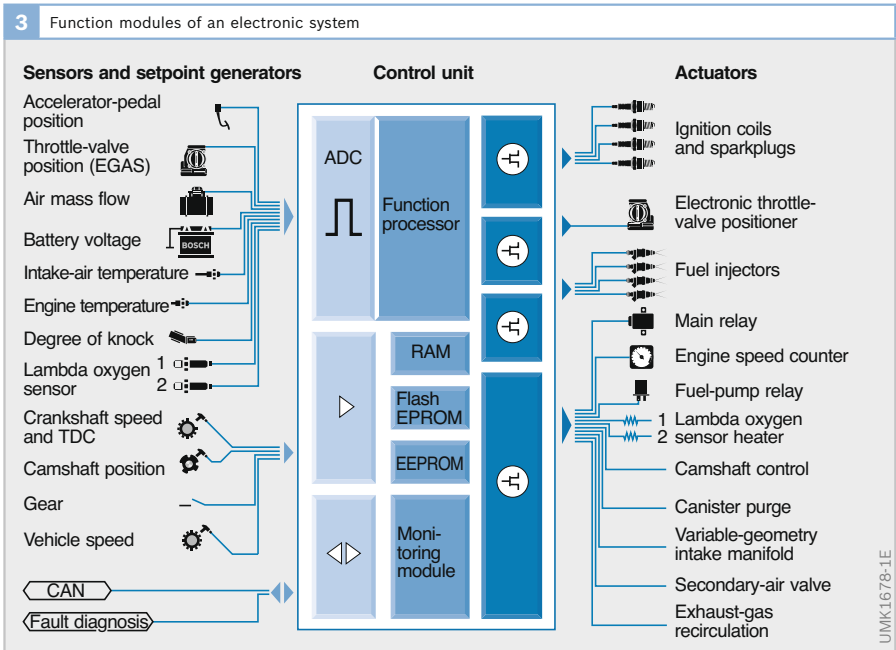 3 Function modules of an electronic system
Sensors and setpoint generators
Accelerator-pedal
position
Throttle-valve
position (EGAS)
Air mass flow
Battery voltage
BOSCH
Intake-air temperature
Engine temperature
Degree of knock
Lambda oxygen
sensor
1
2
Crankshaft speed
and TDC
Camshaft position
Gear
Vehicle speed
CAN
Fault diagnosis
Control unit
ADC
Function
processor
RAM
Flash
EPROM
EEPROM
Moni-
toring
module
Actuators
Ignition coils
and sparkplugs
Electronic throttle-
valve positioner
Fuel injectors
Main relay
Engine speed counter
Fuel-pump relay
1 Lambda oxygen
2 sensor heater
Camshaft control
Canister purge
Variable-geometry
intake manifold
Secondary-air valve
Exhaust-gas
recirculation
UMK1678-1E